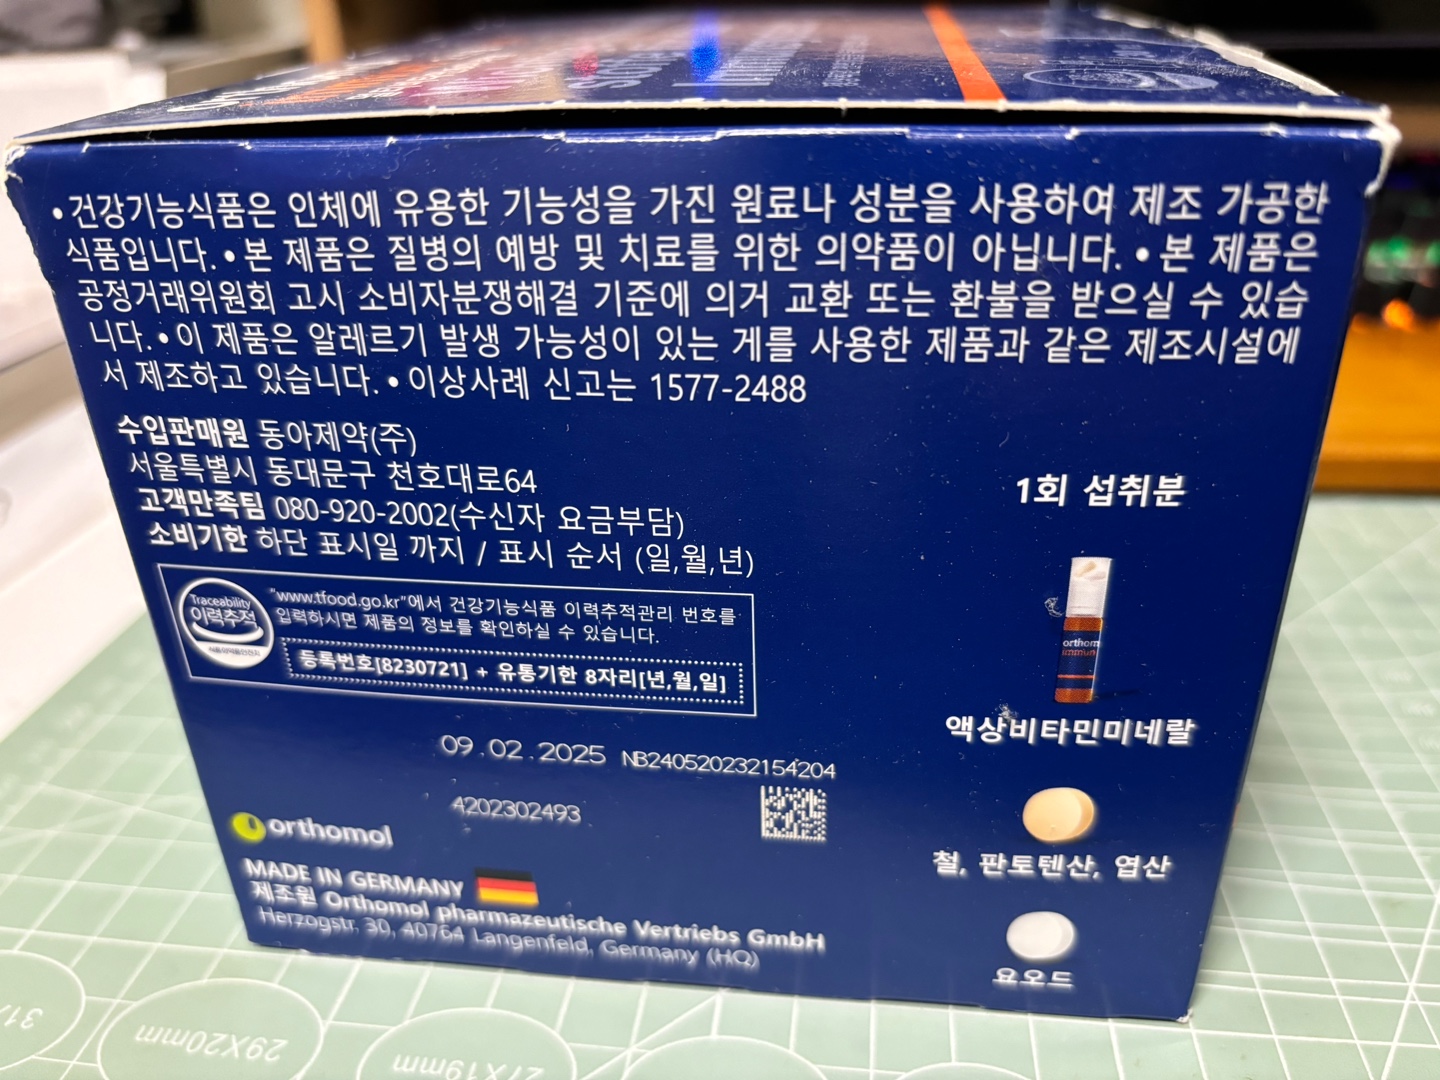 •건강기능식품은 인체에 유용한 기능성을 가진 원료나 성분을 사용하여 제조 가공한
식품입니다. •본 제품은 질병의 예방 및 치료를 위한 의약품이 아닙니다. •본 제품은
공정거래위원회 고시 소비자분쟁해결 기준에 의거 교환 또는 환불을 받으실 수 있습
니다. •이 제품은 알레르기 발생 가능성이 있는 게를 사용한 제품과 같은 제조시설에
서 제조하고 있습니다. •이상사례 신고는 1577-2488
수입판매원 동아제약(주)
서울특별시 동대문구 천호대로64
고객만족팀 080-920-2002(수신자 요금부담)
소비기한 하단 표시일 까지 / 표시 순서 (일,월,년)
Traceability
이력추적
"www.tfood.go.kr"에서 건강기능식품 이력추적관리 번호를
입력하시면 제품의 정보를 확인하실 수 있습니다.
등록번호[8230721] + 유통기한 8자리[년,월,일]
09.02.2025 NB240520232154204
4202302493
orthomol
MADE IN GERMANY
제조원 Orthomol pharmazeutische Vertriebs GmbH
Herzogstr. 30, 40764 Langenfeld, Germany (HQ)
1회 섭취분
orthom
immun
액상비타민미네랄
철, 판토텐산, 엽산
요오드
29X20mm
27X19mm